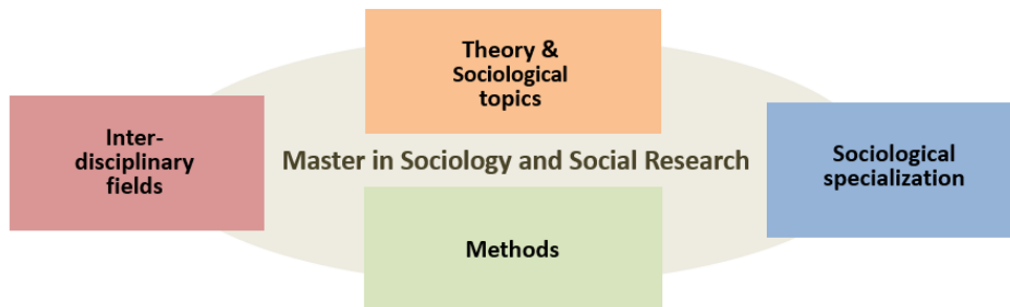 Theory &
Sociological
topics
Inter-
disciplinary
fields
Master in Sociology and Social Research
Sociological
specialization
Methods